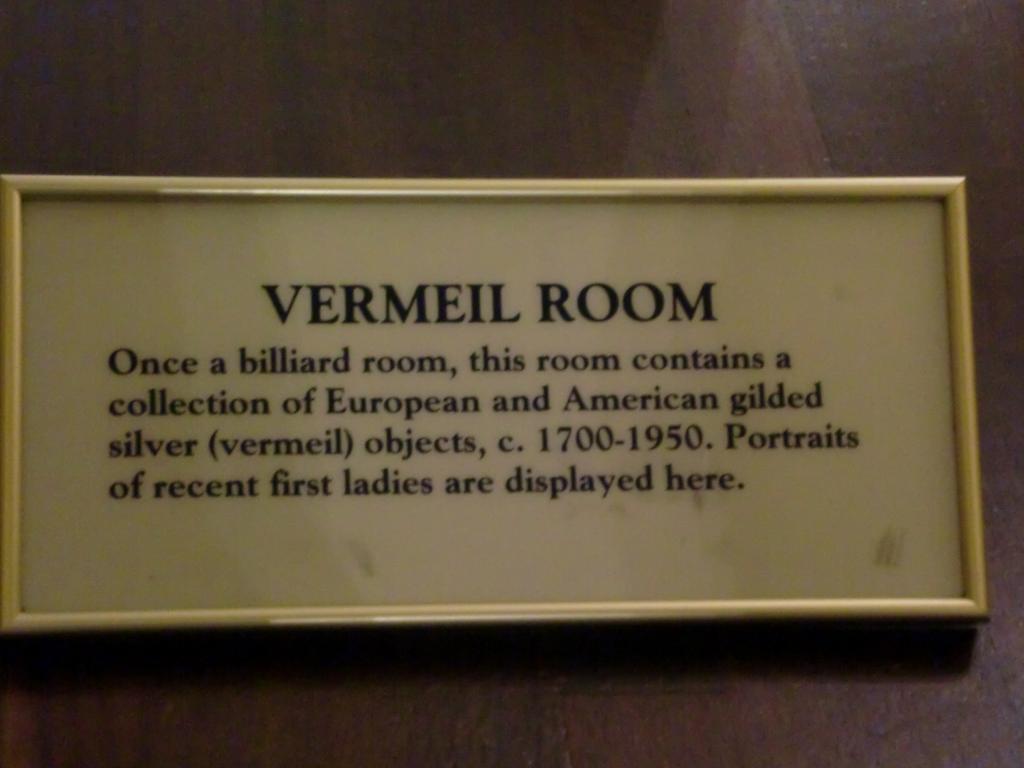 VERMEIL ROOM
Once a billiard room, this room contains a
collection of European and American gilded
silver (vermeil) objects, c. 1700-1950. Portraits
of recent first ladies are displayed here.